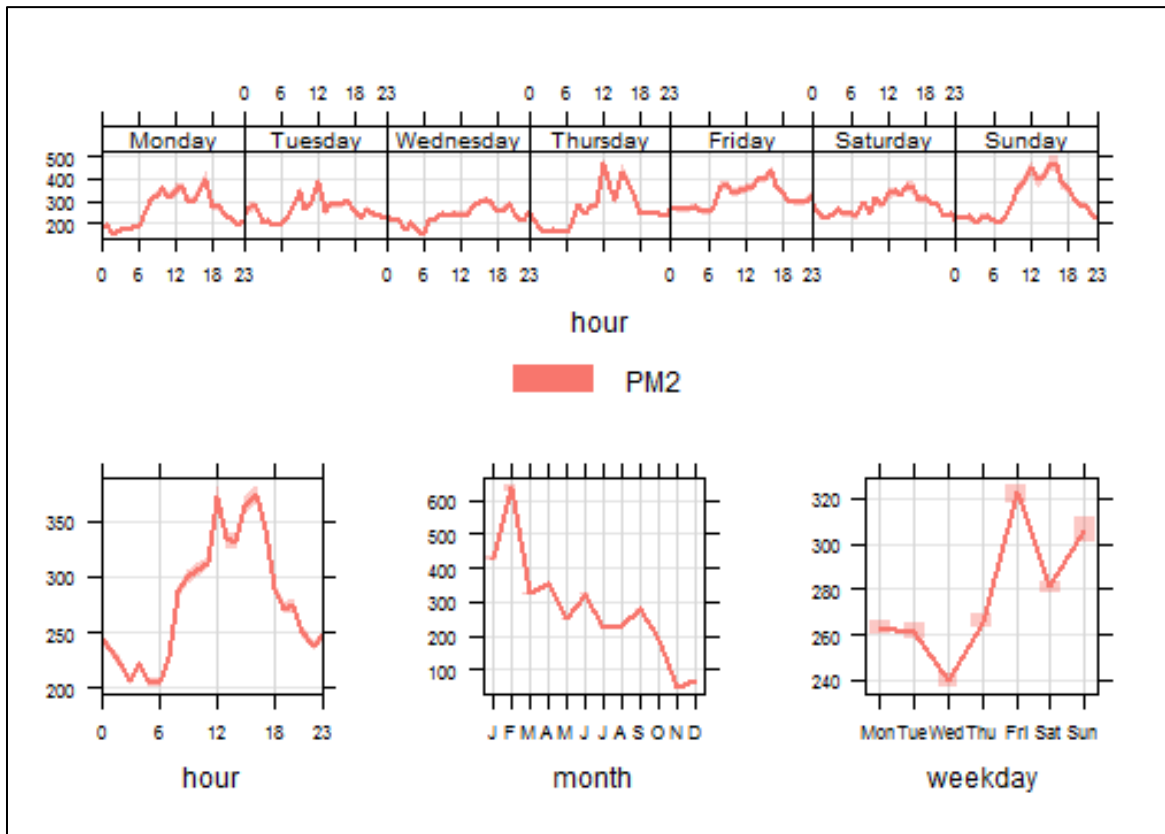 0 6 12 18 23 0 6 12 18 23 0 6 12 18 23
Monday Tuesday Wednesday Thursday Friday Saturday Sunday
500
400
300
200
0 6 12 18 23 0 6 12 18 23 0 6 12 18 23 0 6 12 18 23
hour
PM2
350
300
250
200
0 6 12 18 23
hour
600
500
400
300
200
100
J F M A M J J A S O N D
month
320
300
280
260
240
Mon Tue Wed Thu Fri Sat Sun
weekday